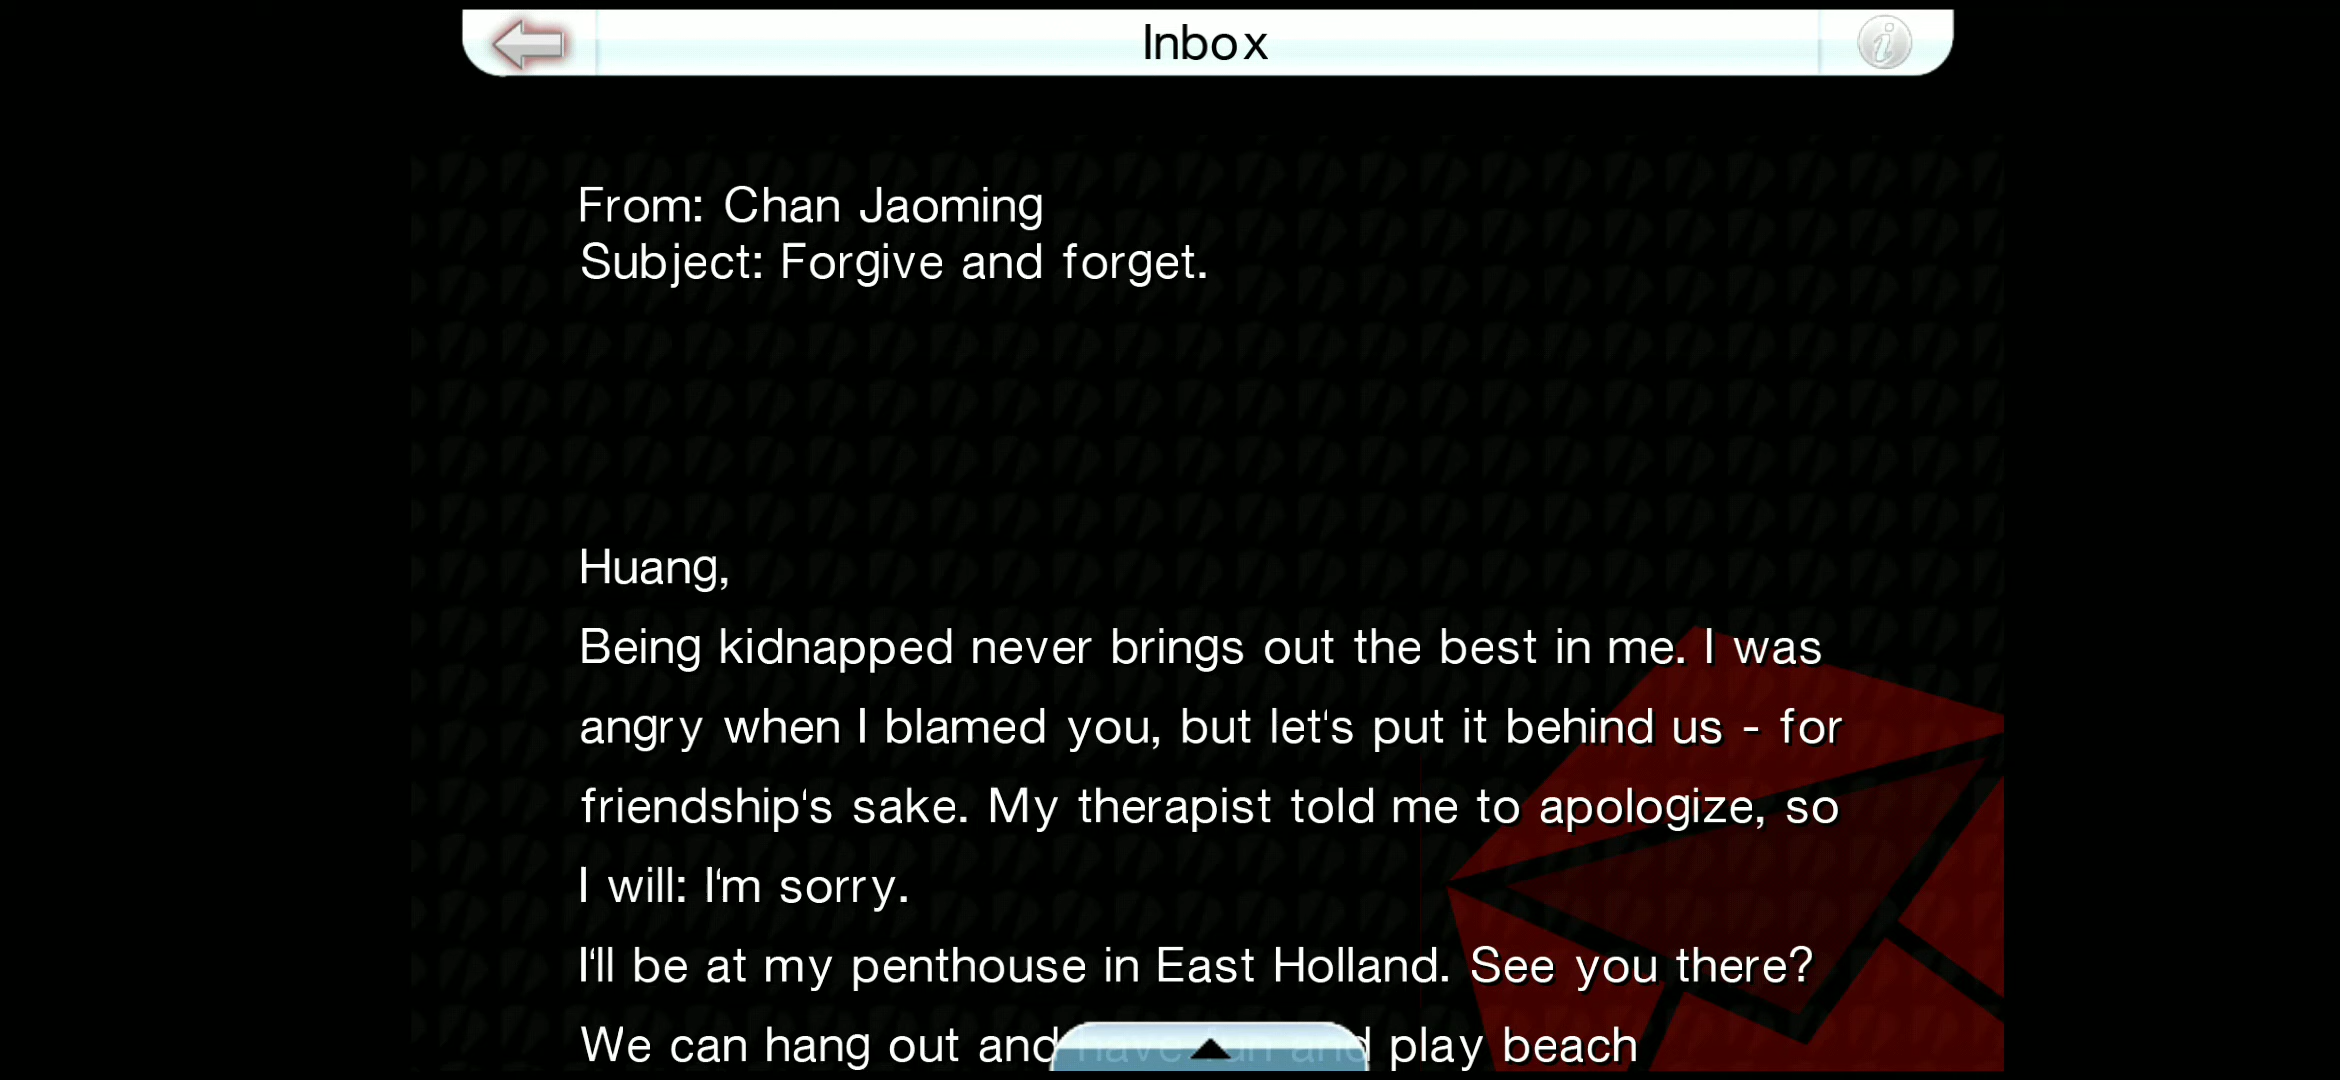 Inbox
From: Chan Jaoming
Subject: Forgive and forget.
Huang,
Being kidnapped never brings out the best in me. I was
angry when I blamed you, but let's put it behind us - for
friendship's sake. My therapist told me to apologize, so
I will: I'm sorry.
I'll be at my penthouse in East Holland. See you there?
We can hang out and have fun and play beach